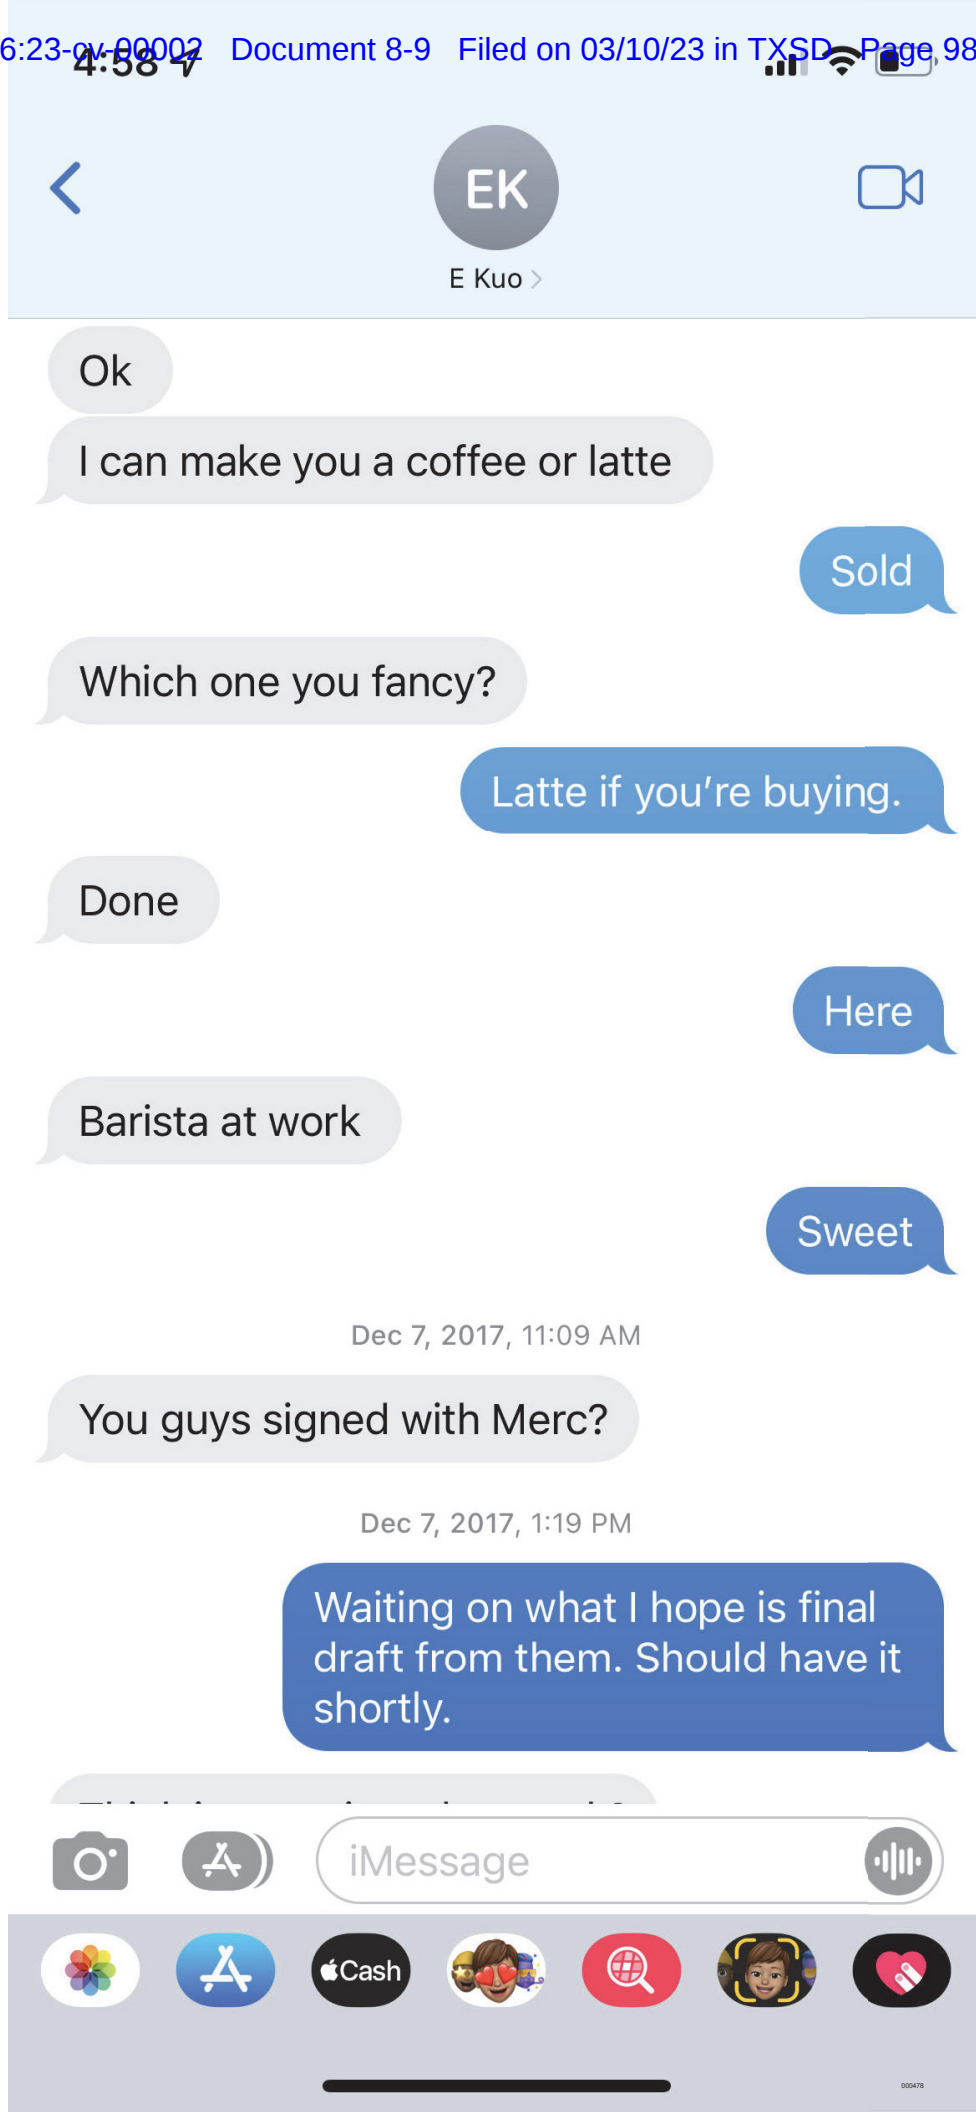 6:23-cv-00002 Document 8-9 Filed on 03/10/23 in TXSD Page 98
4:58
EK
E Kuo
Ok
I can make you a coffee or latte
Sold
Which one you fancy?
Latte if you’re buying.
Done
Here
Barista at work
Sweet
Dec 7, 2017, 11:09 AM
You guys signed with Merc?
Dec 7, 2017, 1:19 PM
Waiting on what I hope is final
draft from them. Should have it
shortly.
iMessage
Cash
000478